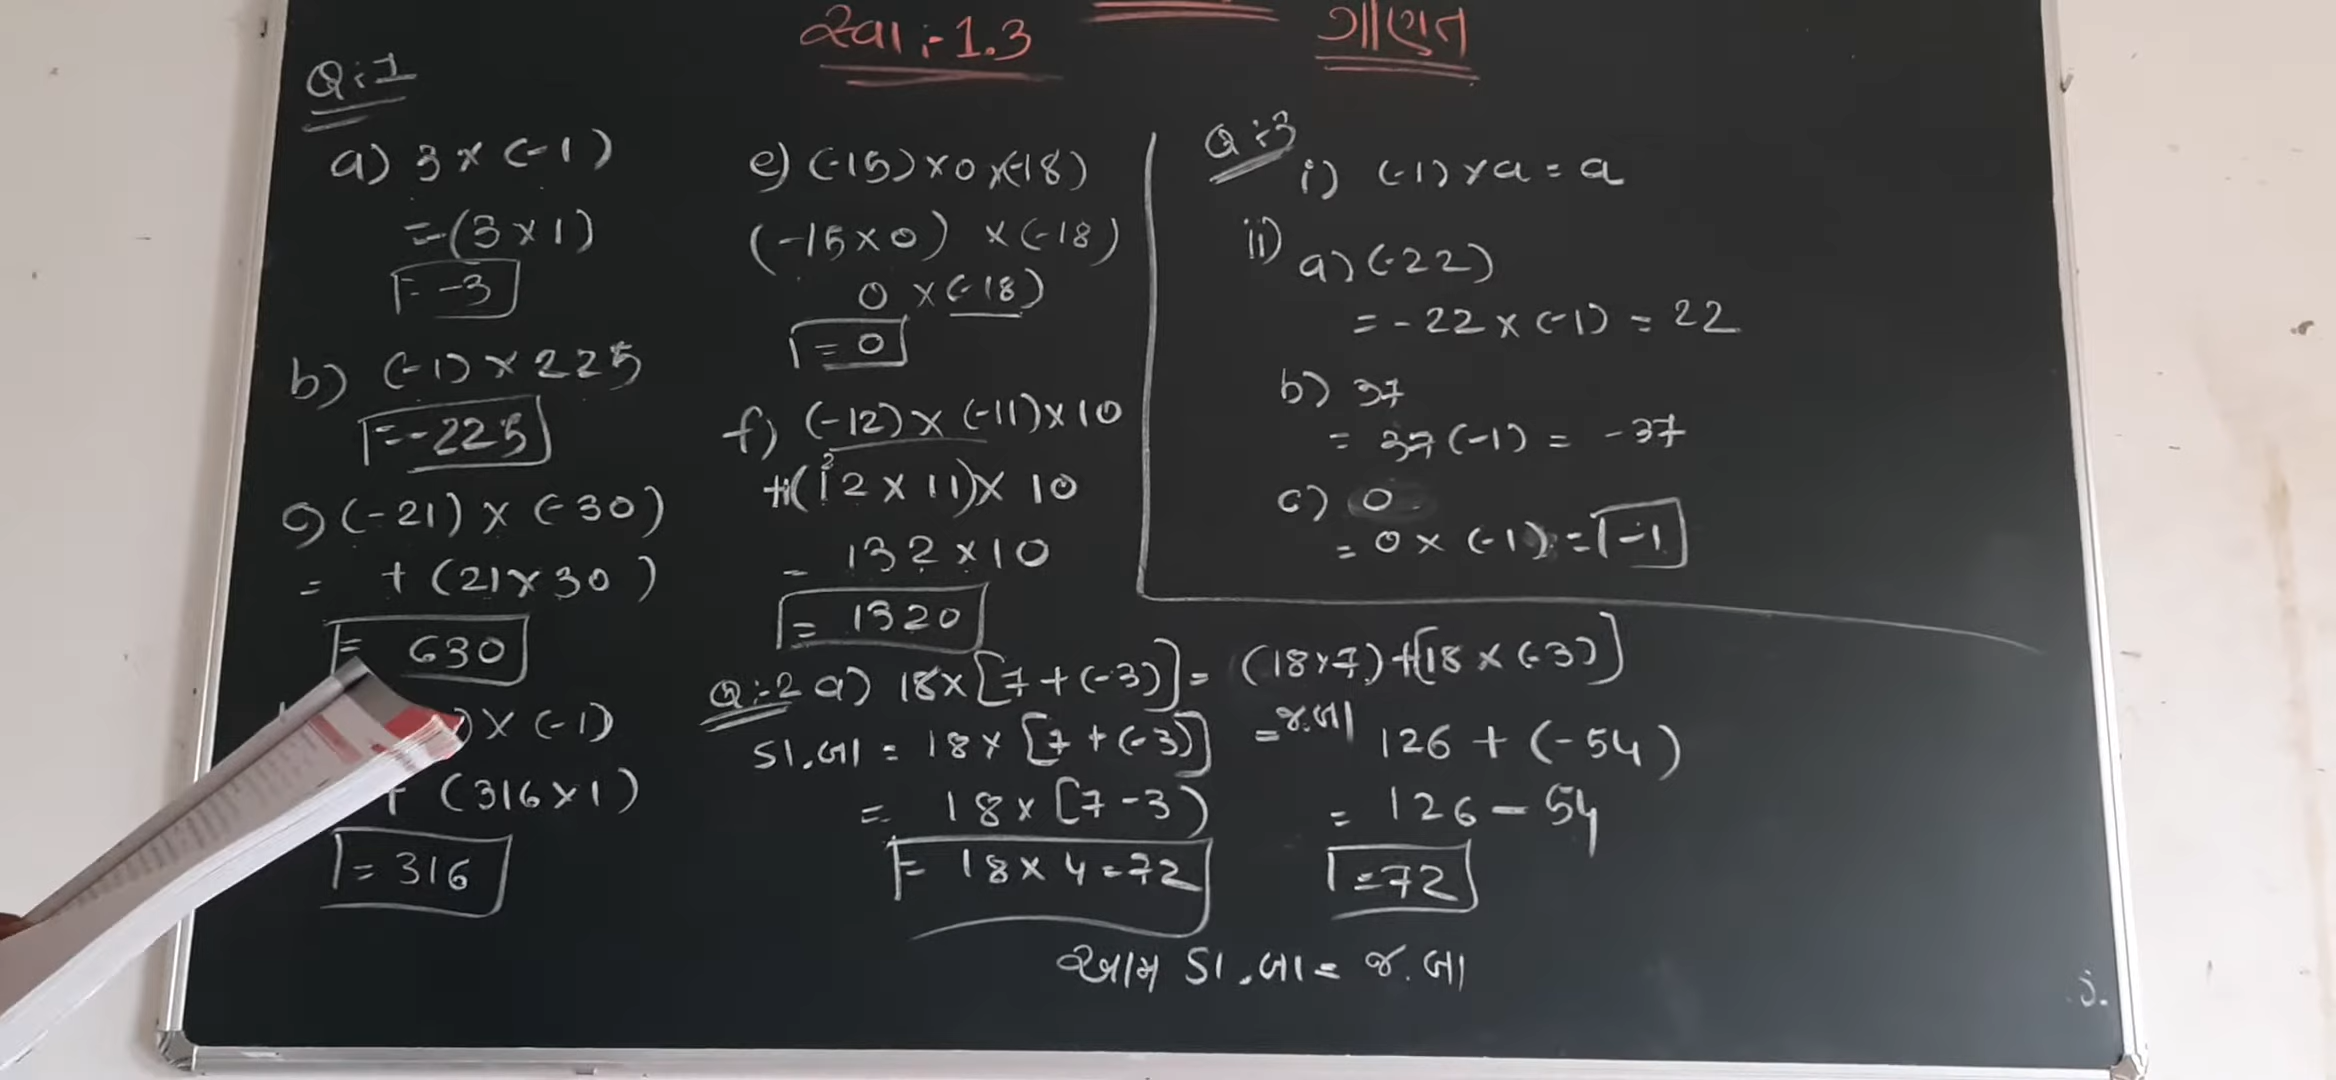 સ્વા :- 1.3
ગણિત
Q:1
a) 3 × (-1)
= -(3 × 1)
= -3
b) (-1) × 225
= -225
c) (-21) × (-30)
= + (21 × 30)
= 630
) × (-1)
+ (316 × 1)
= 316
e) (-15) × 0 × (-18)
(-15 × 0) × (-18)
0 × (-18)
= 0
f) (-12) × (-11) × 10
+(12 × 11) × 10
= 132 × 10
= 1320
Q:-2 a) 18 × [7 + (-3)] = (18 × 7) + [18 × (-3)]
ડા.બા = 18 × [7 + (-3)]
= 18 × [7 - 3)
= 18 × 4 = 72
= જ.બા 126 + (-54)
= 126 - 54
= 72
આમ ડા.બા = જ.બા
Q:3
i) (-1) × a = a
ii)
a) (-22)
= -22 × (-1) = 22
b) 37
= 37 (-1) = -37
c) 0
= 0 × (-1) = -1